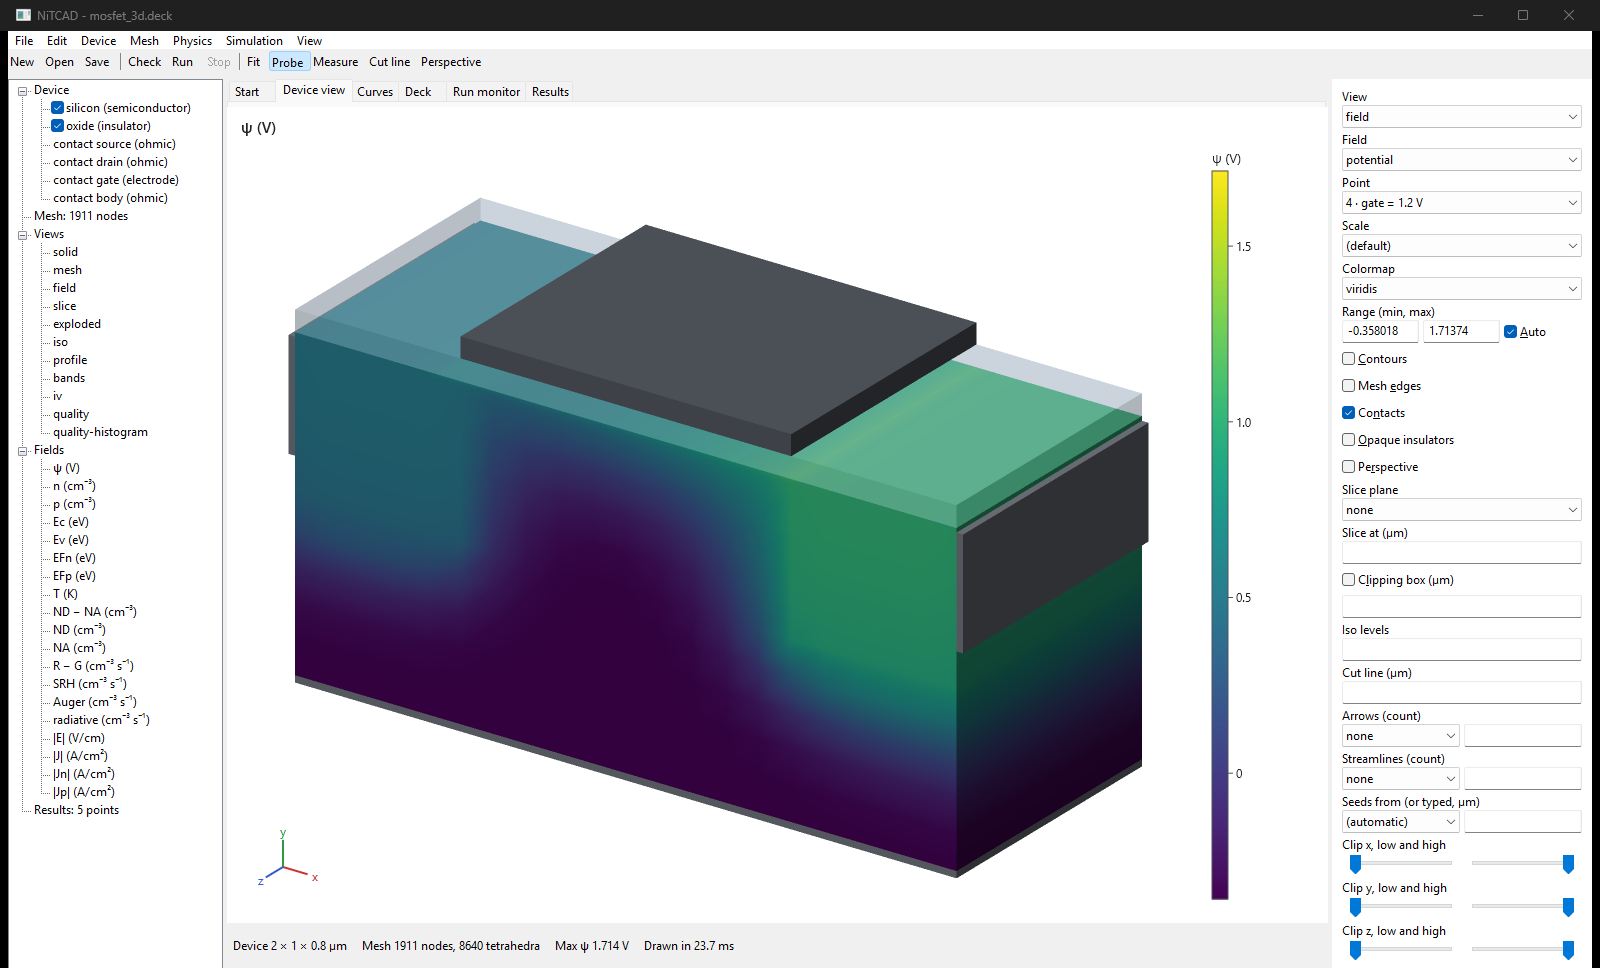 NiTCAD - mosfet_3d.deck
File Edit Device Mesh Physics Simulation View
New Open Save Check Run Stop Fit Probe Measure Cut line Perspective
Device
silicon (semiconductor)
oxide (insulator)
contact source (ohmic)
contact drain (ohmic)
contact gate (electrode)
contact body (ohmic)
Mesh: 1911 nodes
Views
solid
mesh
field
slice
exploded
iso
profile
bands
iv
quality
quality-histogram
Fields
ψ (V)
n (cm⁻³)
p (cm⁻³)
Ec (eV)
Ev (eV)
EFn (eV)
EFp (eV)
T (K)
ND − NA (cm⁻³)
ND (cm⁻³)
NA (cm⁻³)
R − G (cm⁻³ s⁻¹)
SRH (cm⁻³ s⁻¹)
Auger (cm⁻³ s⁻¹)
radiative (cm⁻³ s⁻¹)
|E| (V/cm)
|J| (A/cm²)
|Jn| (A/cm²)
|Jp| (A/cm²)
Results: 5 points
Start Device view Curves Deck Run monitor Results
ψ (V)
ψ (V)
1.5
1.0
0.5
0
y
z
x
Device 2 × 1 × 0.8 µm Mesh 1911 nodes, 8640 tetrahedra Max ψ 1.714 V Drawn in 23.7 ms
View
field
Field
potential
Point
4 · gate = 1.2 V
Scale
(default)
Colormap
viridis
Range (min, max)
-0.358018 1.71374 Auto
Contours
Mesh edges
Contacts
Opaque insulators
Perspective
Slice plane
none
Slice at (µm)
Clipping box (µm)
Iso levels
Cut line (µm)
Arrows (count)
none
Streamlines (count)
none
Seeds from (or typed, µm)
(automatic)
Clip x, low and high
Clip y, low and high
Clip z, low and high